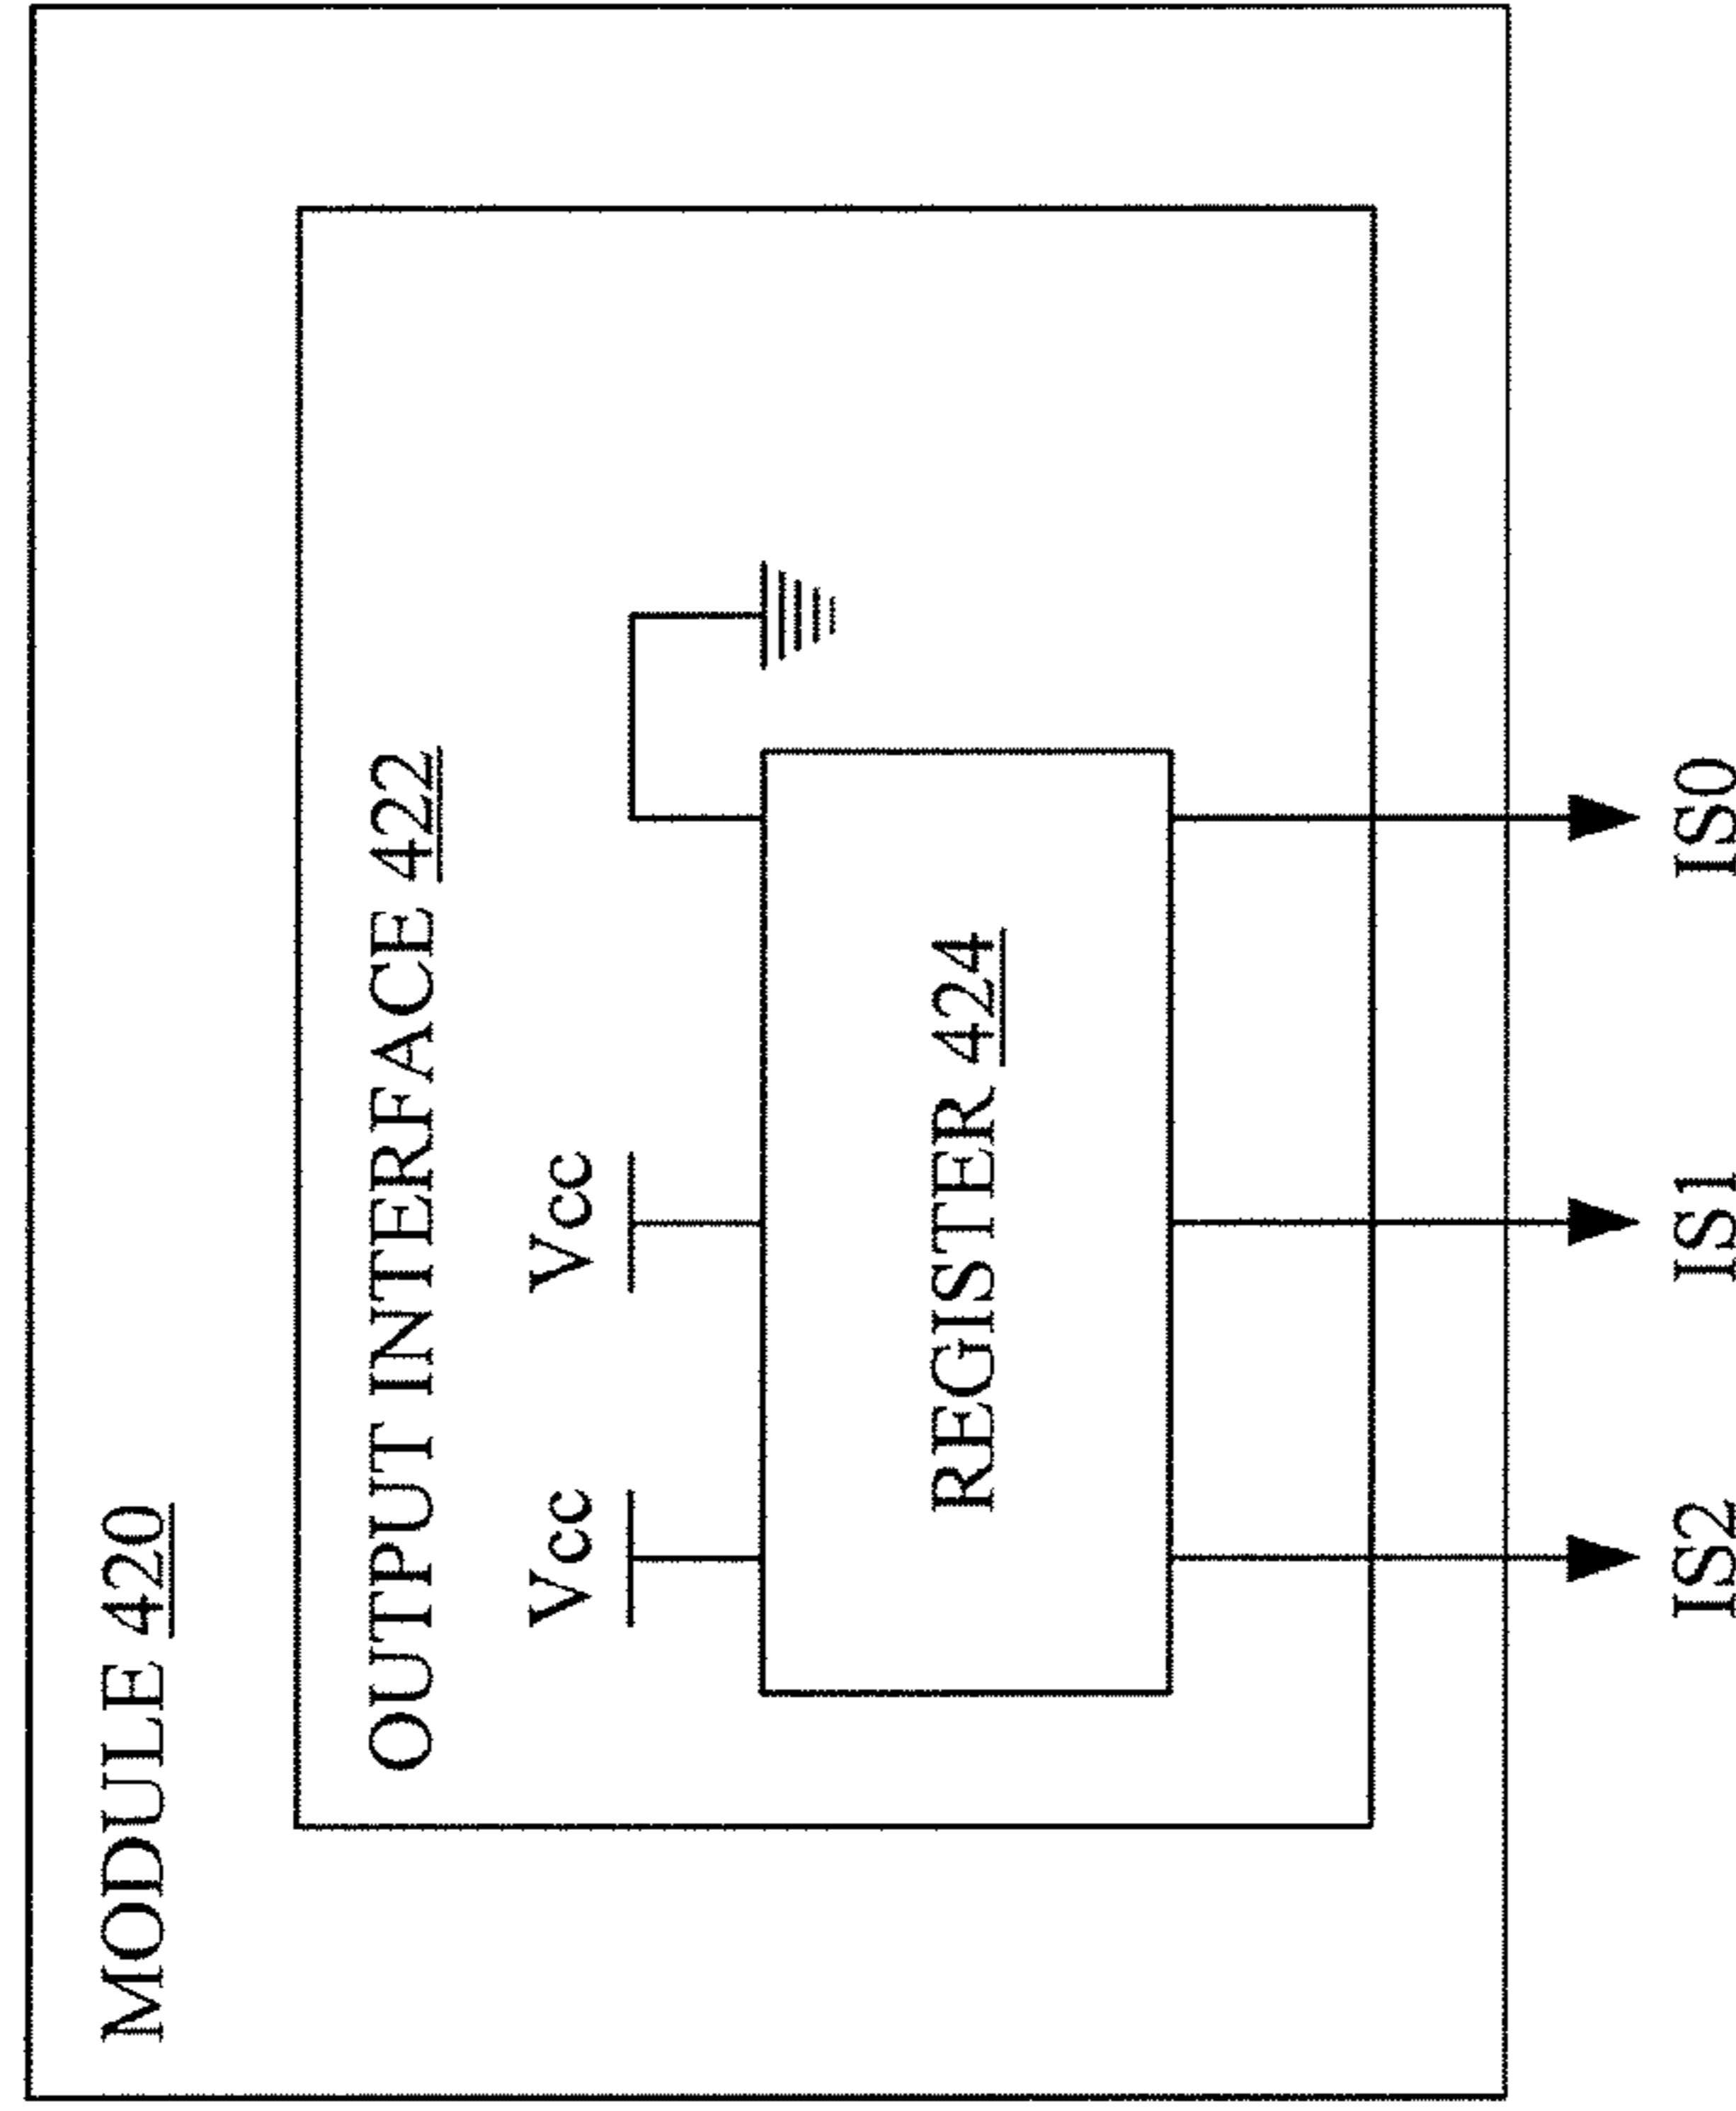 MODULE 420
OUTPUT INTERFACE 422
Vcc
Vcc
REGISTER 424
IS2
IS1
IS0